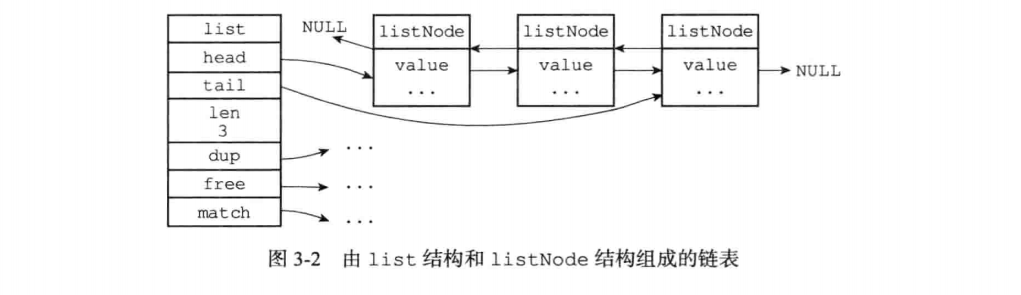 list
head
tail
len
3
dup
free
match
NULL
listNode
value
...
listNode
value
...
listNode
value
...
NULL
...
...
...
图 3-2 由 list 结构和 listNode 结构组成的链表